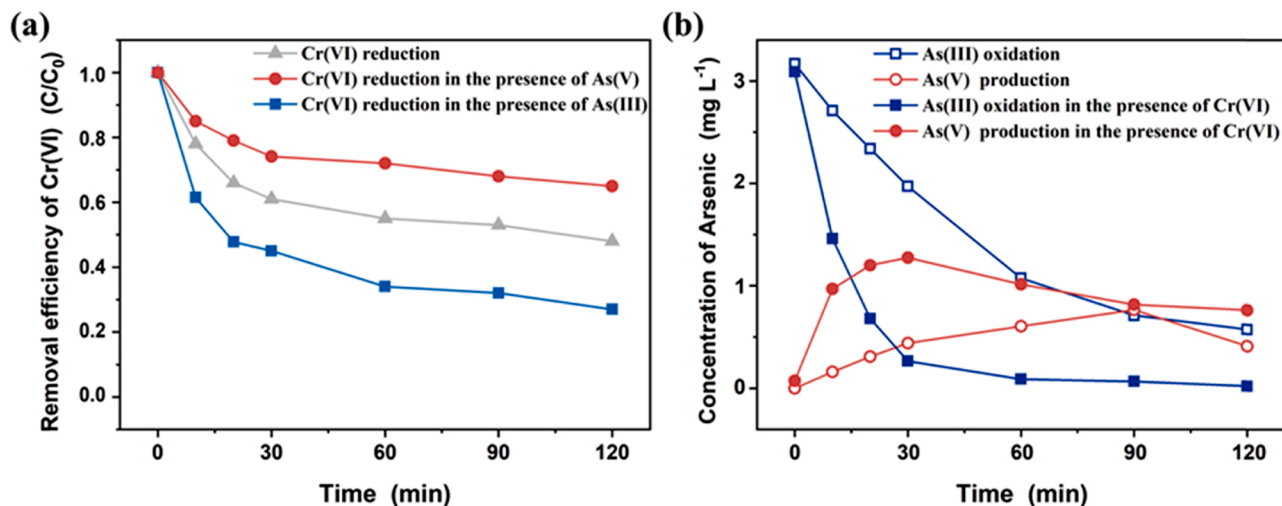 (a)
Removal efficiency of Cr(VI) (C/C₀)
1.0
0.8
0.6
0.4
0.2
0.0
Cr(VI) reduction
Cr(VI) reduction in the presence of As(V)
Cr(VI) reduction in the presence of As(III)
0 30 60 90 120
Time (min)
(b)
Concentration of Arsenic (mg L⁻¹)
3
2
1
0
As(III) oxidation
As(V) production
As(III) oxidation in the presence of Cr(VI)
As(V) production in the presence of Cr(VI)
0 30 60 90 120
Time (min)